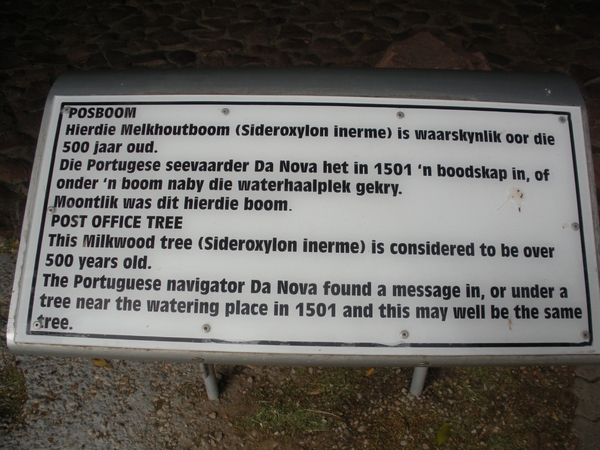 POSBOOM
Hierdie Melkhoutboom (Sideroxylon inerme) is waarskynlik oor die
500 jaar oud.
Die Portugese seevaarder Da Nova het in 1501 'n boodskap in, of
onder 'n boom naby die waterhaalplek gekry.
Moontlik was dit hierdie boom.
POST OFFICE TREE
This Milkwood tree (Sideroxylon inerme) is considered to be over
500 years old.
The Portuguese navigator Da Nova found a message in, or under a
tree near the watering place in 1501 and this may well be the same
tree.